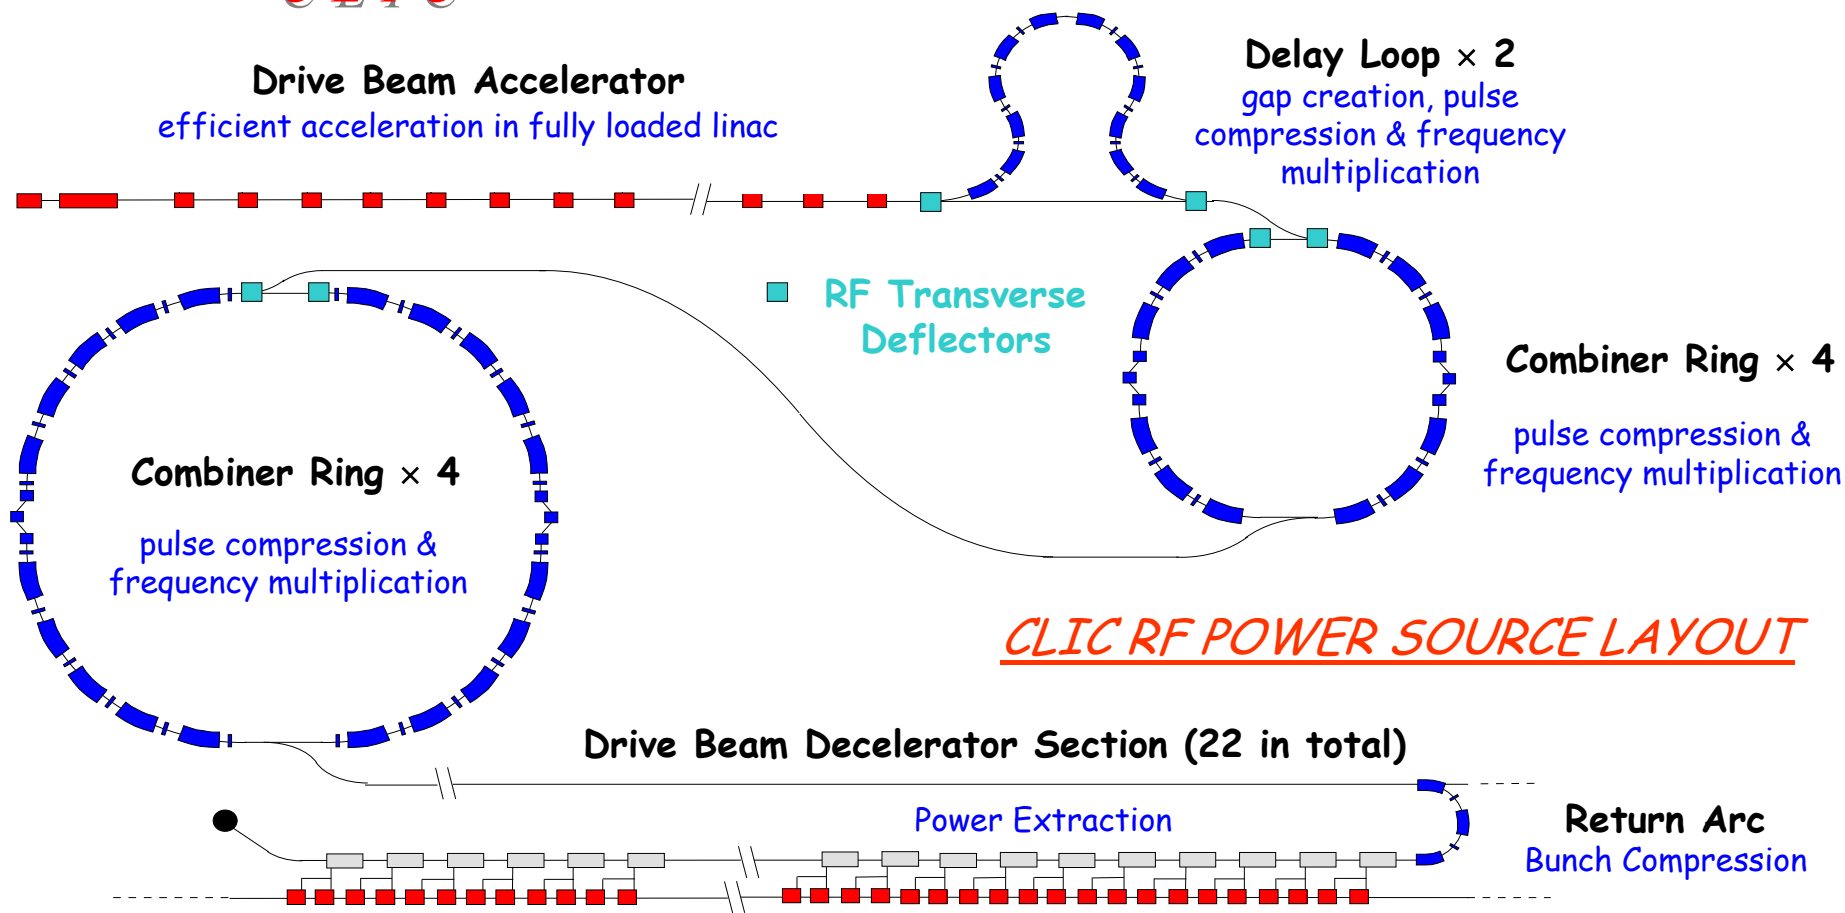 Drive Beam Accelerator
efficient acceleration in fully loaded linac
Delay Loop × 2
gap creation, pulse
compression & frequency
multiplication
RF Transverse
Deflectors
Combiner Ring × 4
pulse compression &
frequency multiplication
Combiner Ring × 4
pulse compression &
frequency multiplication
CLIC RF POWER SOURCE LAYOUT
Drive Beam Decelerator Section (22 in total)
Power Extraction
Return Arc
Bunch Compression